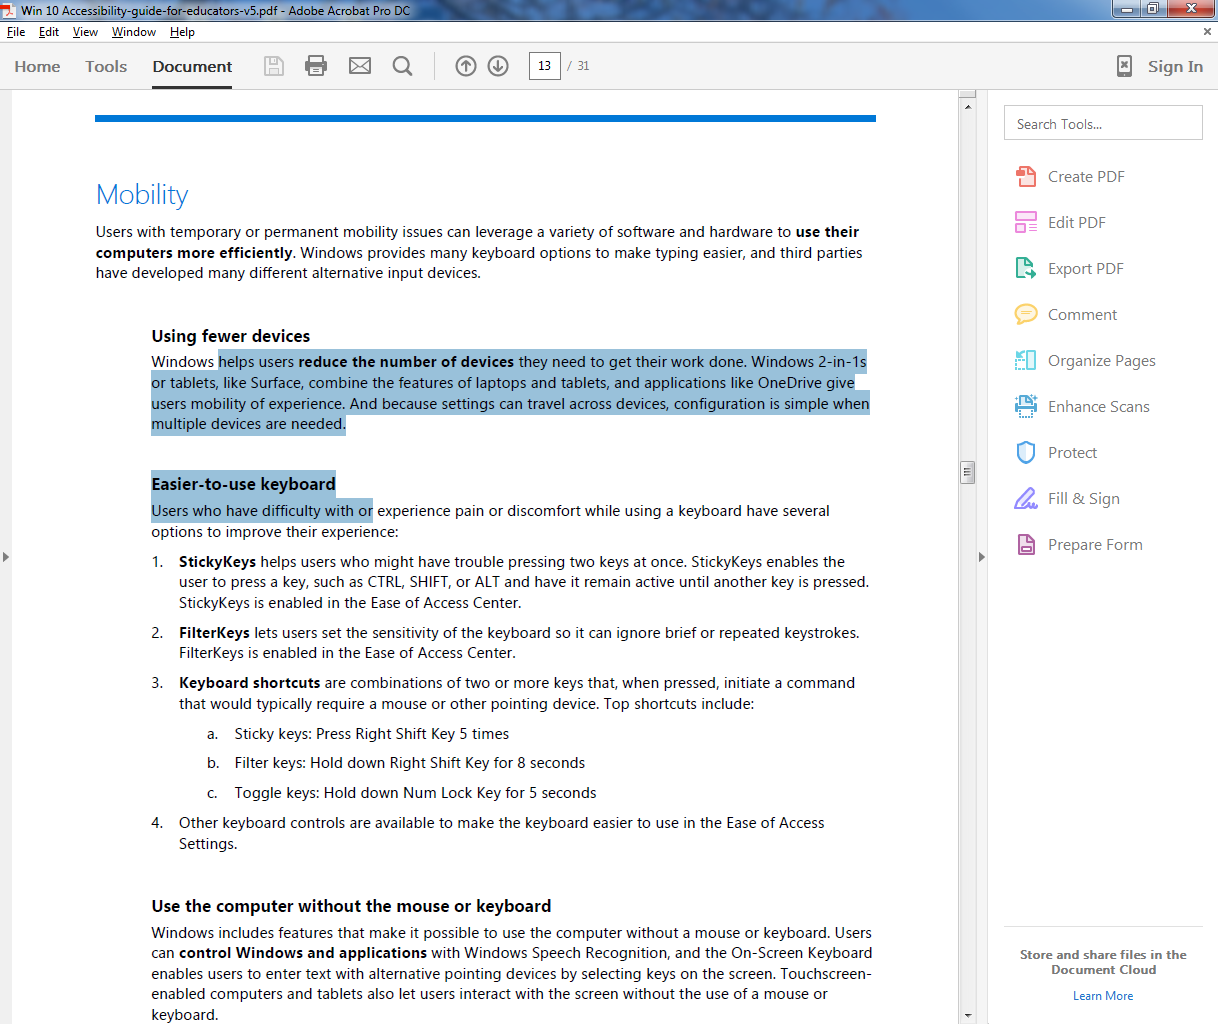 Win 10 Accessibility-guide-for-educators-v5.pdf - Adobe Acrobat Pro DC
File Edit View Window Help
Home Tools Document 13 / 31 Sign In
Mobility
Users with temporary or permanent mobility issues can leverage a variety of software and hardware to use their
computers more efficiently. Windows provides many keyboard options to make typing easier, and third parties
have developed many different alternative input devices.
Using fewer devices
Windows helps users reduce the number of devices they need to get their work done. Windows 2-in-1s
or tablets, like Surface, combine the features of laptops and tablets, and applications like OneDrive give
users mobility of experience. And because settings can travel across devices, configuration is simple when
multiple devices are needed.
Easier-to-use keyboard
Users who have difficulty with or experience pain or discomfort while using a keyboard have several
options to improve their experience:
1. StickyKeys helps users who might have trouble pressing two keys at once. StickyKeys enables the
user to press a key, such as CTRL, SHIFT, or ALT and have it remain active until another key is pressed.
StickyKeys is enabled in the Ease of Access Center.
2. FilterKeys lets users set the sensitivity of the keyboard so it can ignore brief or repeated keystrokes.
FilterKeys is enabled in the Ease of Access Center.
3. Keyboard shortcuts are combinations of two or more keys that, when pressed, initiate a command
that would typically require a mouse or other pointing device. Top shortcuts include:
a. Sticky keys: Press Right Shift Key 5 times
b. Filter keys: Hold down Right Shift Key for 8 seconds
c. Toggle keys: Hold down Num Lock Key for 5 seconds
4. Other keyboard controls are available to make the keyboard easier to use in the Ease of Access
Settings.
Use the computer without the mouse or keyboard
Windows includes features that make it possible to use the computer without a mouse or keyboard. Users
can control Windows and applications with Windows Speech Recognition, and the On-Screen Keyboard
enables users to enter text with alternative pointing devices by selecting keys on the screen. Touchscreen-
enabled computers and tablets also let users interact with the screen without the use of a mouse or
keyboard.
Search Tools...
Create PDF
Edit PDF
Export PDF
Comment
Organize Pages
Enhance Scans
Protect
Fill & Sign
Prepare Form
Store and share files in the
Document Cloud
Learn More